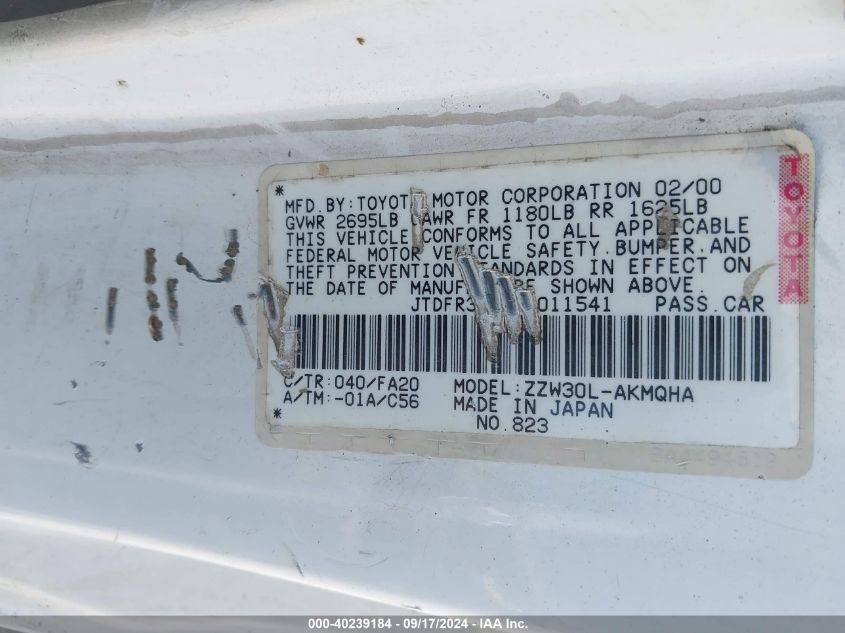 * MFD. BY: TOYOTA MOTOR CORPORATION 02/00
GVWR 2695LB GAWR FR 1180LB RR LB
THIS VEHICLE CONFORMS TO ALL APPLICABLE
FEDERAL MOTOR VEHICLE SAFETY. BUMPER. AND
THEFT PREVENTION STANDARDS IN EFFECT ON
THE DATE OF MANUFACTURE SHOWN ABOVE.
PASS. CAR
C/TR: 040/FA20 MODEL: ZZW30L-AKMQHA
A/TM: -01A/C56 MADE IN JAPAN
* NO. 823
TOYOTA
000-40239184 - 09/17/2024 - IAA Inc.